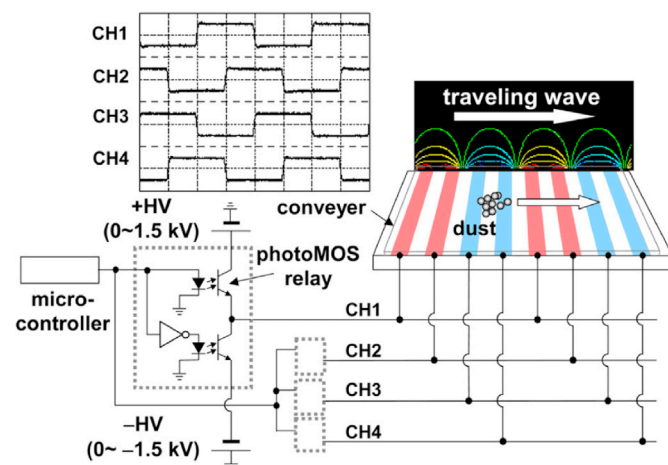 CH1
CH2
CH3
CH4
traveling wave
+HV
(0~1.5 kV)
conveyer
dust
photoMOS
relay
micro-
controller
CH1
CH2
CH3
CH4
−HV
(0~ −1.5 kV)